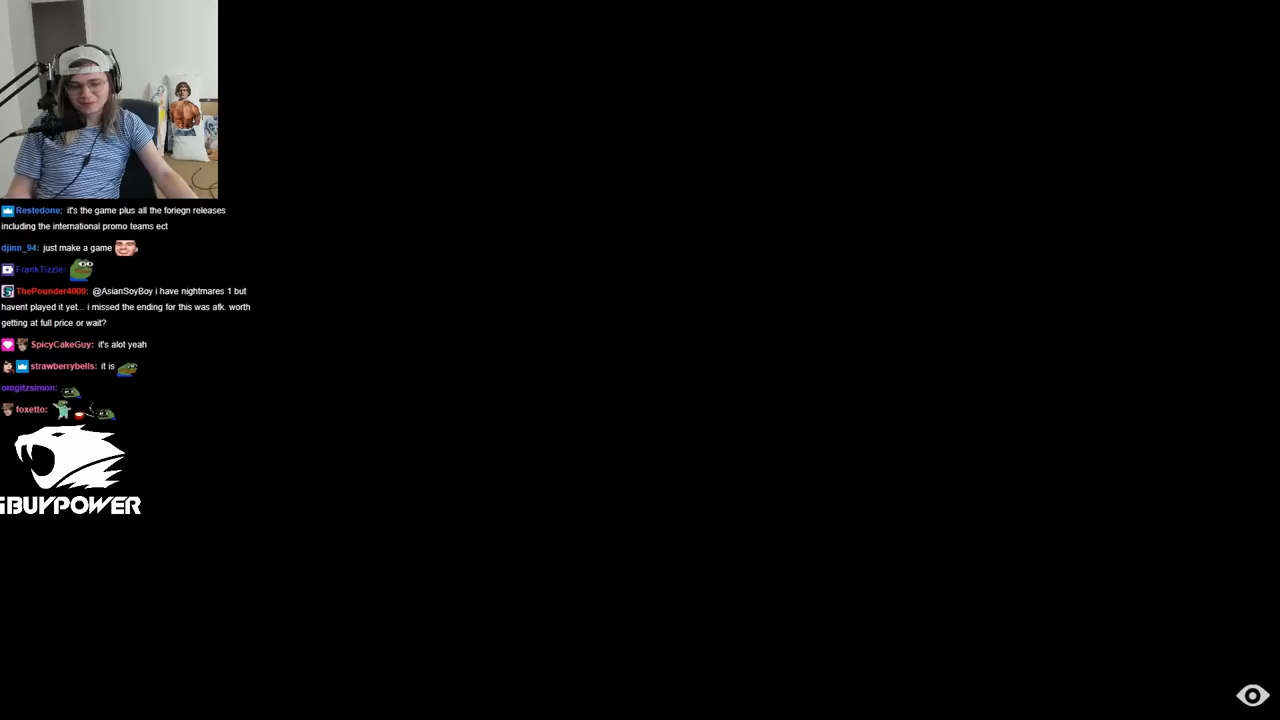 Restedone: it's the game plus all the foriegn releases
including the international promo teams ect
djinn_94: just make a game
FrankTizzle:
ThePounder4000: @AsianSoyBoy i have nightmares 1 but
havent played it yet... i missed the ending for this was afk. worth
getting at full price or wait?
SpicyCakeGuy: it's alot yeah
strawberrybells: it is
omgitzsimon:
foxetto:
iBUYPOWER